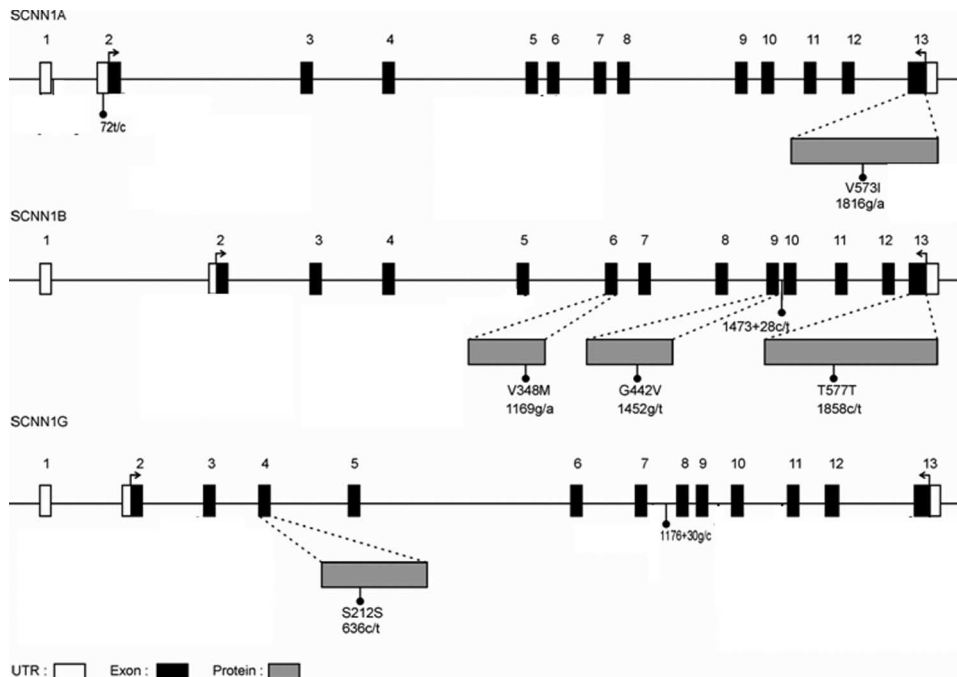 SCNN1A
1 2 3 4 5 6 7 8 9 10 11 12 13
72t/c
V573I
1816g/a
SCNN1B
1 2 3 4 5 6 7 8 9 10 11 12 13
1473+28c/t
V348M G442V T577T
1169g/a 1452g/t 1858c/t
SCNN1G
1 2 3 4 5 6 7 8 9 10 11 12 13
1176+30g/c
S212S
636c/t
UTR : Exon : Protein :